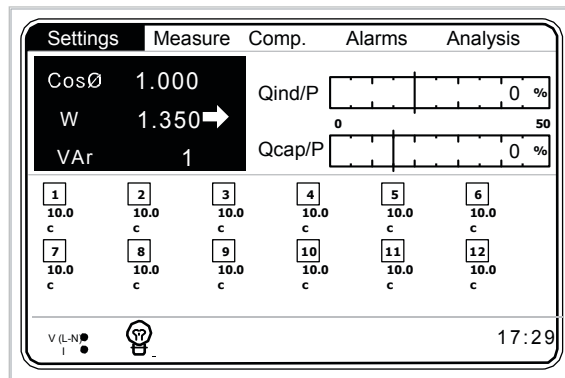 Settings Measure Comp. Alarms Analysis
CosØ 1.000
W 1.350
VAr 1
Qind/P 0 %
0 50
Qcap/P 0 %
1 2 3 4 5 6
10.0 10.0 10.0 10.0 10.0 10.0
c c c c c c
7 8 9 10 11 12
10.0 10.0 10.0 10.0 10.0 10.0
c c c c c c
V (L-N)
I
17:29